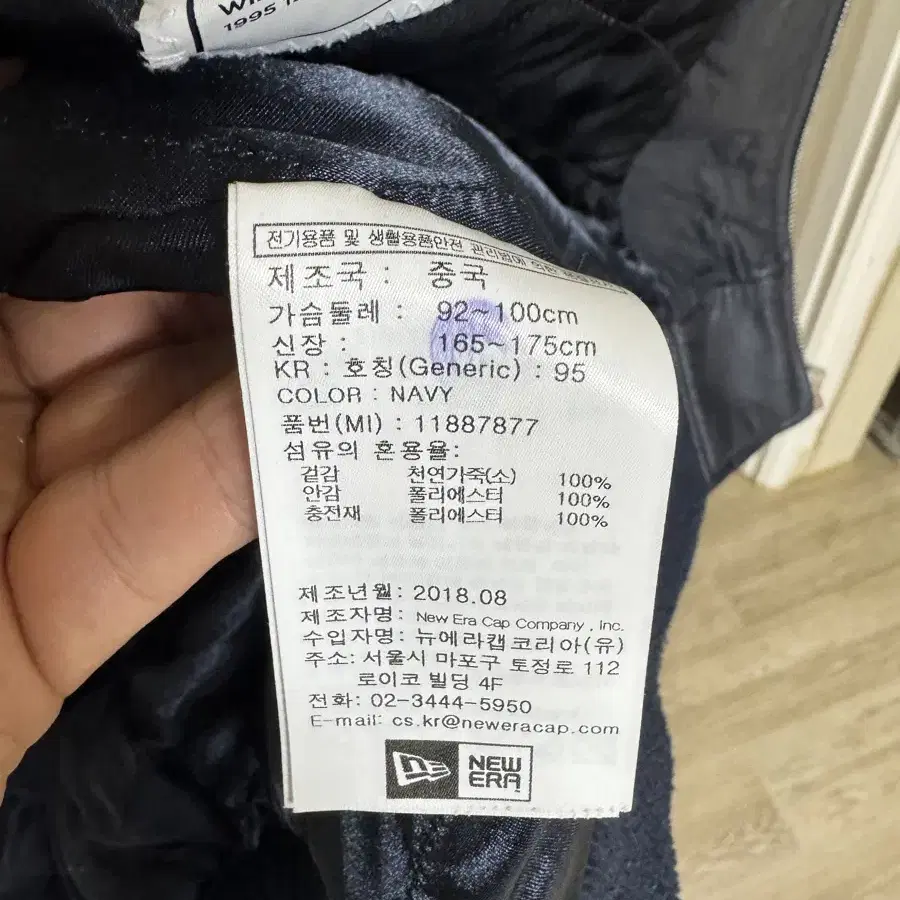 1995
전기용품 및 생활용품안전 관리법에 의한
제조국 : 중국
가슴둘레 : 92~100cm
신장 : 165~175cm
KR : 호칭(Generic) : 95
COLOR : NAVY
품번(MI) : 11887877
섬유의 혼용율:
겉감 천연가죽(소) 100%
안감 폴리에스터 100%
충전재 폴리에스터 100%
제조년월: 2018.08
제조자명: New Era Cap Company , Inc.
수입자명: 뉴에라캡코리아(유)
주소: 서울시 마포구 토정로 112
로이코 빌딩 4F
전화: 02-3444-5950
E-mail: cs.kr@neweracap.com
NEW
ERA